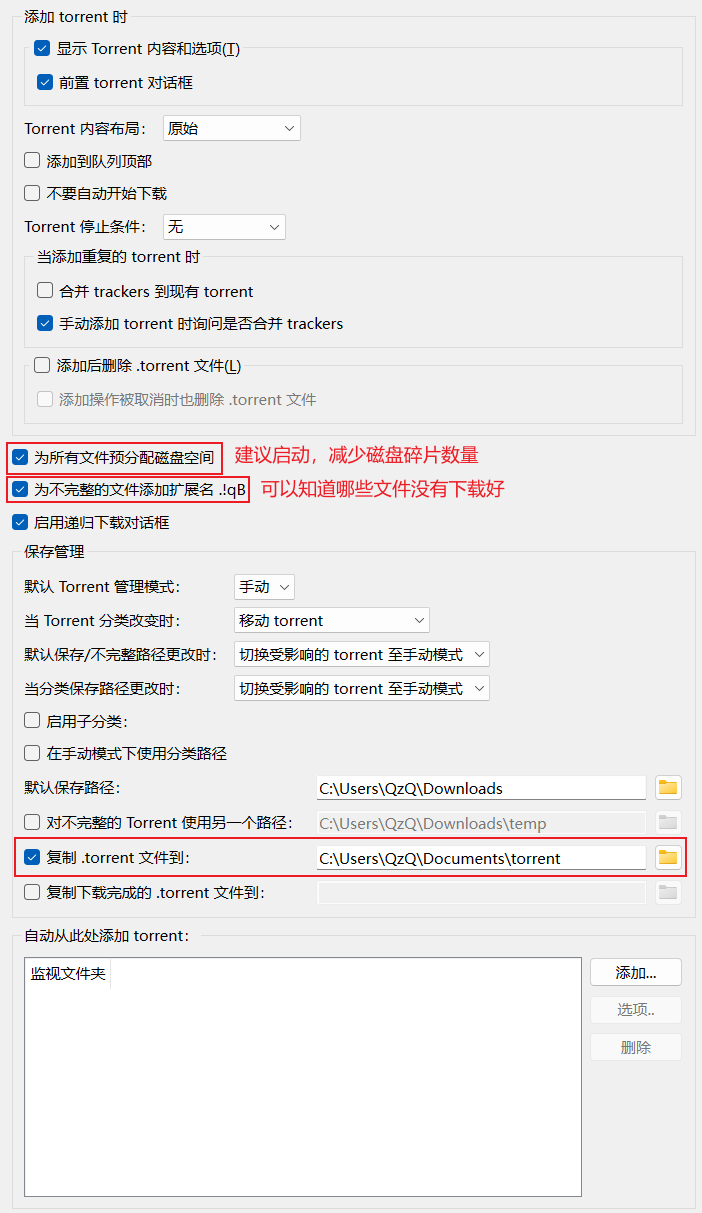 添加 torrent 时
显示 Torrent 内容和选项(T)
前置 torrent 对话框
Torrent 内容布局： 原始
添加到队列顶部
不要自动开始下载
Torrent 停止条件： 无
当添加重复的 torrent 时
合并 trackers 到现有 torrent
手动添加 torrent 时询问是否合并 trackers
添加后删除 .torrent 文件(L)
添加操作被取消时也删除 .torrent 文件
为所有文件预分配磁盘空间 建议启动，减少磁盘碎片数量
为不完整的文件添加扩展名 .!qB 可以知道哪些文件没有下载好
启用递归下载对话框
保存管理
默认 Torrent 管理模式： 手动
当 Torrent 分类改变时： 移动 torrent
默认保存/不完整路径更改时： 切换受影响的 torrent 至手动模式
当分类保存路径更改时： 切换受影响的 torrent 至手动模式
启用子分类：
在手动模式下使用分类路径
默认保存路径： C:\Users\QzQ\Downloads
对不完整的 Torrent 使用另一个路径： C:\Users\QzQ\Downloads\temp
复制 .torrent 文件到： C:\Users\QzQ\Documents\torrent
复制下载完成的 .torrent 文件到：
自动从此处添加 torrent：
监视文件夹 添加...
选项..
删除